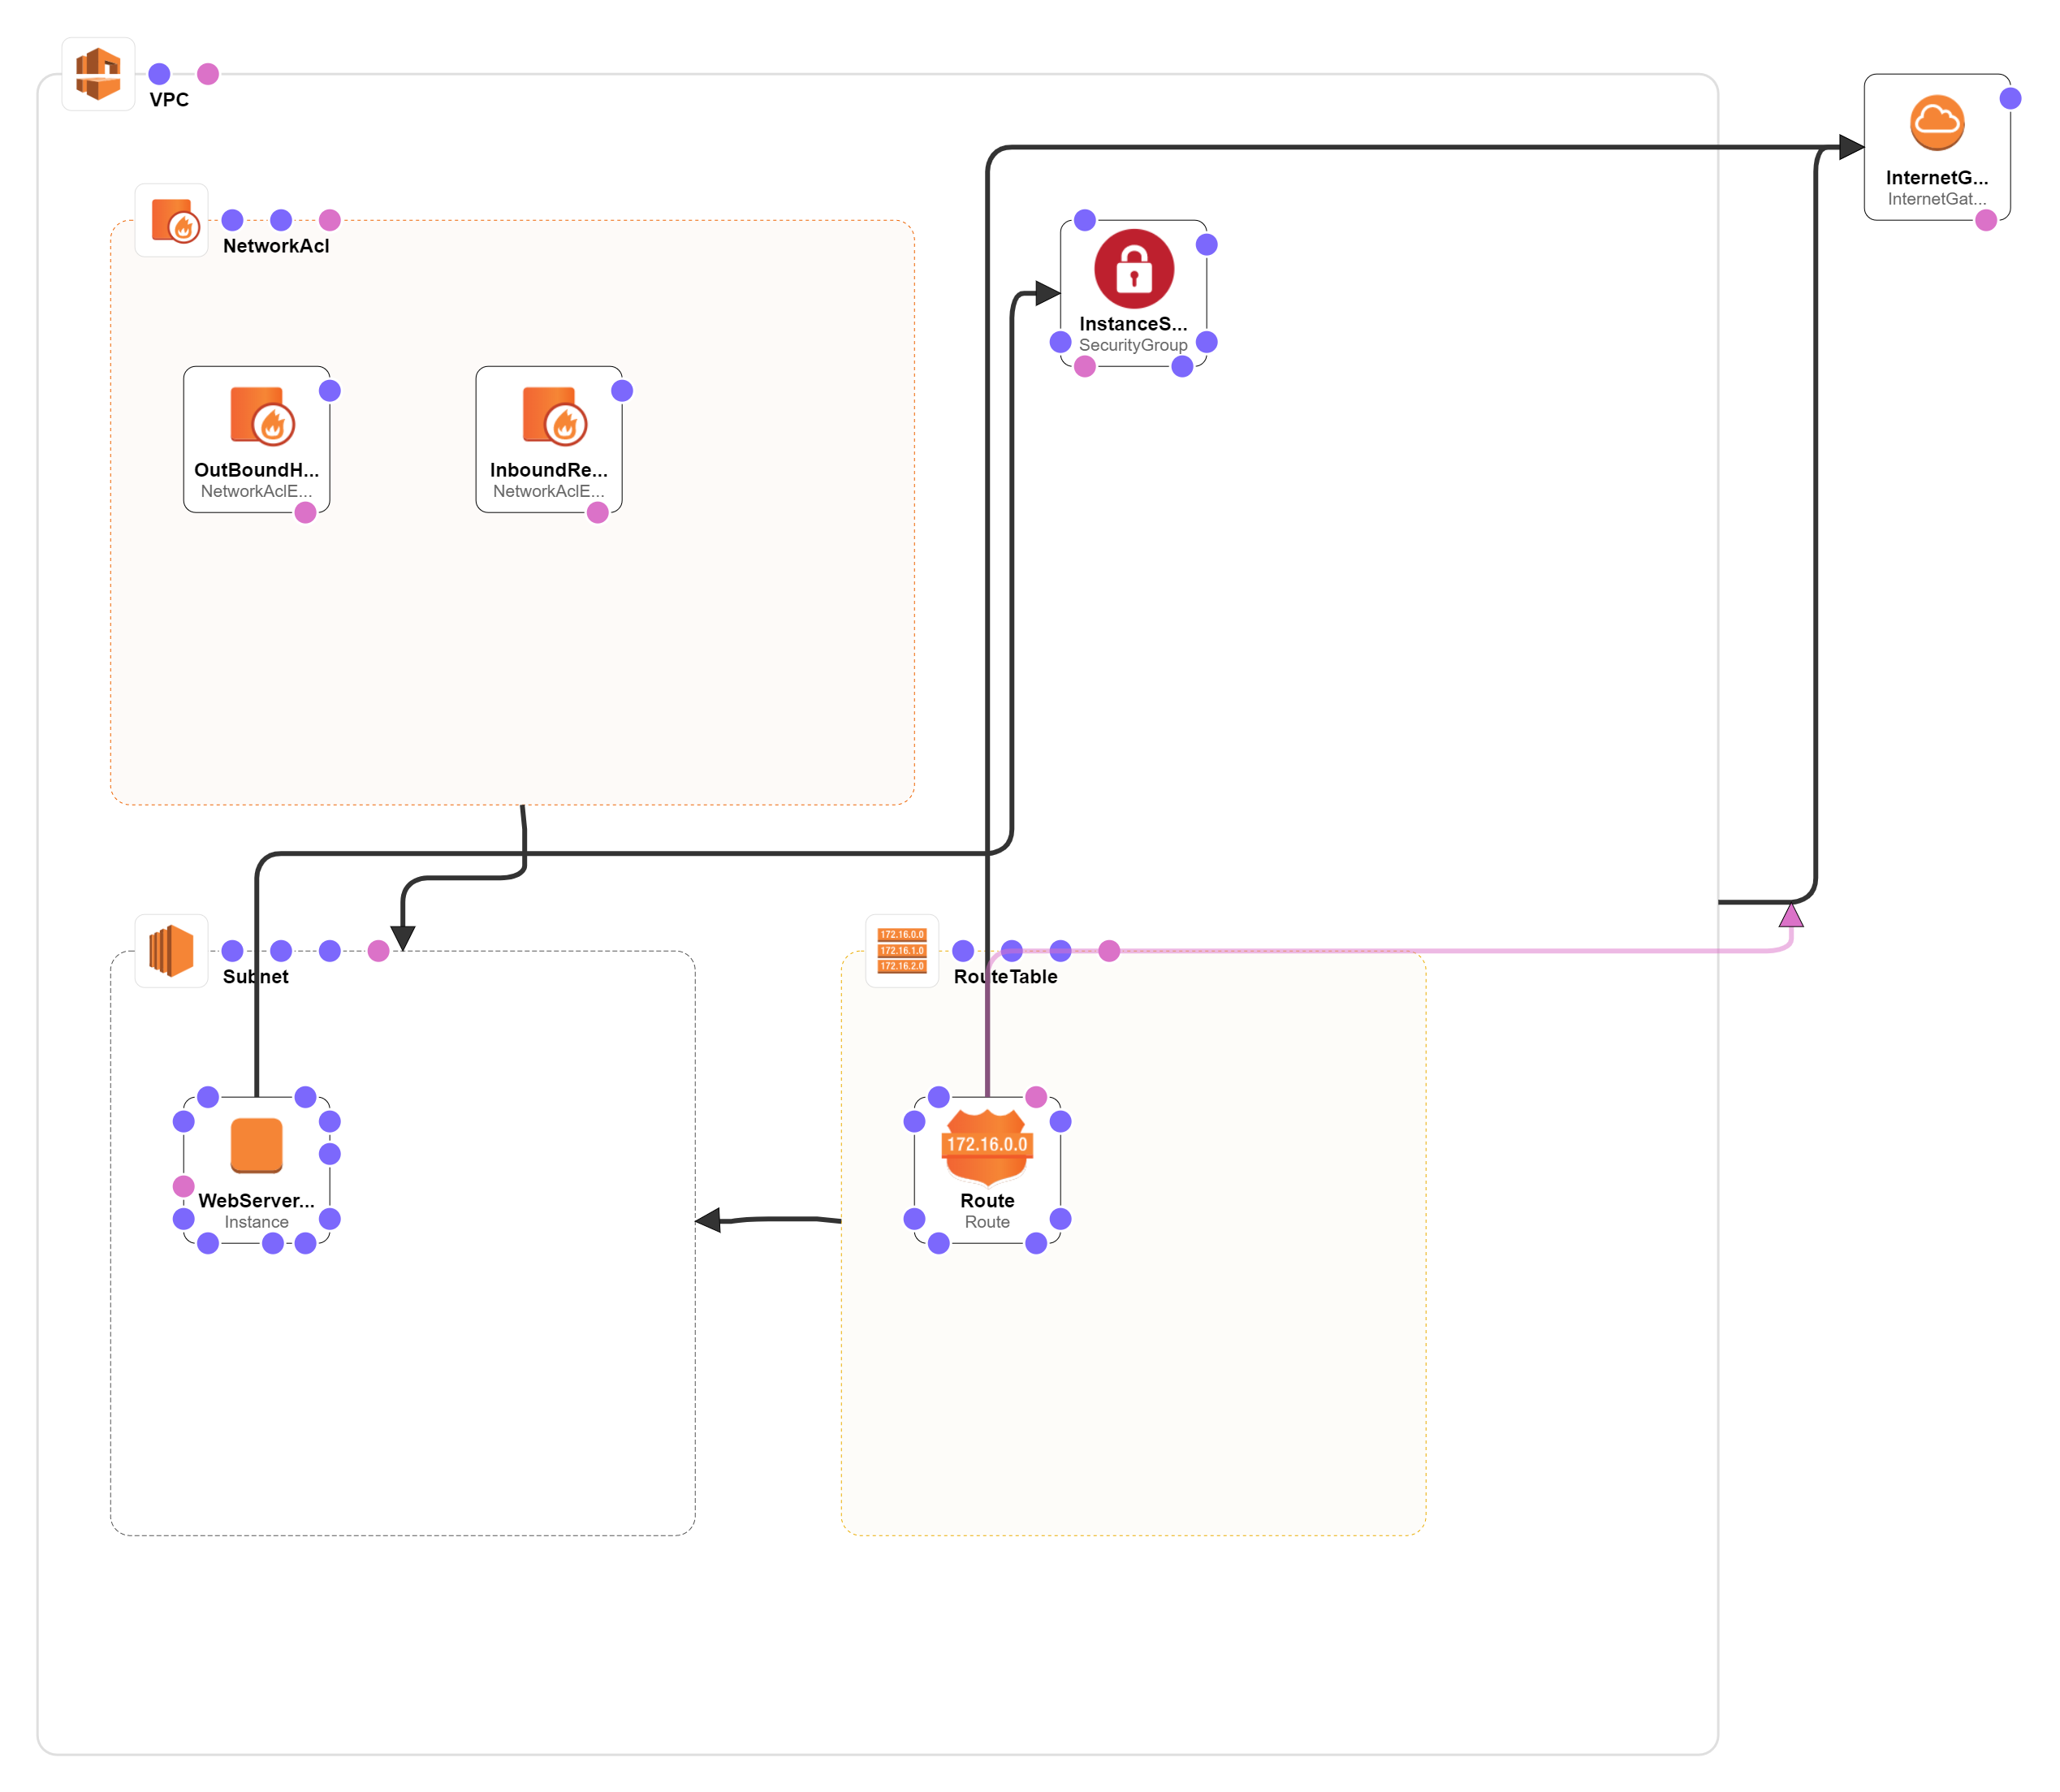 VPC
InternetG...
InternetGat...
NetworkAcl
InstanceS...
SecurityGroup
OutBoundH...
NetworkAclE...
InboundRe...
NetworkAclE...
Subnet
172.16.0.0
172.16.1.0
172.16.2.0
RouteTable
WebServer...
Instance
172.16.0.0
Route
Route